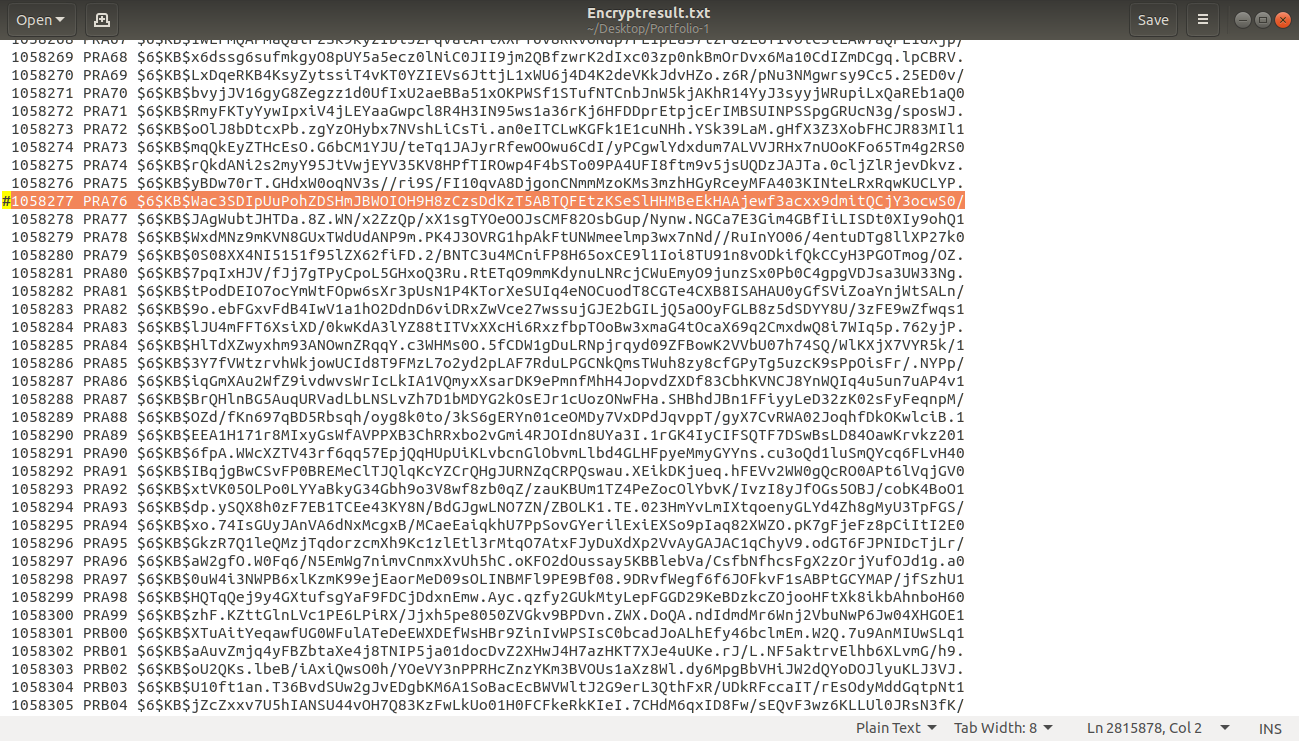 Open
Encryptresult.txt
~/Desktop/Portfolio-1
Save
1058269 PRA68 $6$KB$x6dssg6sufmkgyO8pUY5a5ecz0lNiC0JII9jm2QBfzwrK2dIxc03zp0nkBmOrDvx6Ma10CdIZmDCgq.lpCBRV.
1058270 PRA69 $6$KB$LxDqeRKB4KsyZytssiT4vKT0YZIEVs6JttjL1xWU6j4D4K2deVKkJdvHZo.z6R/pNu3NMgwrsy9Cc5.25ED0v/
1058271 PRA70 $6$KB$bvyjJV16gyG8Zegzz1d0UfIxU2aeBBa51xOKPWSf1STufNTCnbJnW5kjAKhR14YyJ3syyjWRupiLxQaREb1aQ0
1058272 PRA71 $6$KB$RmyFKTyYywIpxiV4jLEYaaGwpcl8R4H3IN95ws1a36rKj6HFDDprEtpjcErIMBSUINPSSpgGRUcN3g/sposWJ.
1058273 PRA72 $6$KB$oOlJ8bDtcxPb.zgYzOHybx7NVshLiCsTi.an0eITCLwKGFk1E1cuNHh.YSk39LaM.gHfX3Z3XobFHCJR83MIl1
1058274 PRA73 $6$KB$mqQkEyZTHcEsO.G6bCM1YJU/teTq1JAJyrRfewOOwu6CdI/yPCgwlYdxdum7ALVVJRHx7nUOoKFo65Tm4g2RS0
1058275 PRA74 $6$KB$rQkdANi2s2myY95JtVwjEYV35KV8HPfTIROwp4F4bSTo09PA4UFI8ftm9v5jsUQDzJAJTa.0cljZlRjevDkvz.
1058276 PRA75 $6$KB$yBDw70rT.GHdxW0oqNV3s//ri9S/FI10qvA8DjgonCNmmMzoKMs3mzhHGyRceyMFA403KINteLRxRqwKUCLYP.
#1058277 PRA76 $6$KB$Wac3SDIpUuPohZDSHmJBWOIOH9H8zCzsDdKzT5ABTQFEtzKSeSlHHMBeEkHAAjewf3acxx9dmitQCjY3ocwS0/
1058278 PRA77 $6$KB$JAgWubtJHTDa.8Z.WN/x2ZzQp/xX1sgTYOeOOJsCMF82OsbGup/Nynw.NGCa7E3Gim4GBfIiLISDt0XIy9ohQ1
1058279 PRA78 $6$KB$WxdMNz9mKVN8GUxTWdUdANP9m.PK4J3OVRG1hpAkFtUNWmeelmp3wx7nNd//RuInYO06/4entuDTg8llXP27k0
1058280 PRA79 $6$KB$0S08XX4NI5151f95lZX62fiFD.2/BNTC3u4MCniFP8H65oxCE9l1Ioi8TU91n8vODkifQkCCyH3PGOTmog/OZ.
1058281 PRA80 $6$KB$7pqIxHJV/fJj7gTPyCpoL5GHxoQ3Ru.RtETqO9mmKdynuLNRcjCWuEmyO9junzSx0Pb0C4gpgVDJsa3UW33Ng.
1058282 PRA81 $6$KB$tPodDEIO7ocYmWtFOpw6sXr3pUsN1P4KTorXeSUIq4eNOCuodT8CGTe4CXB8ISAHAU0yGfSViZoaYnjWtSALn/
1058283 PRA82 $6$KB$9o.ebFGxvFdB4IwV1a1hO2DdnD6viDRxZwVce27wssujGJE2bGILjQ5aOOyFGLB8z5dSDYY8U/3zFE9wZfwqs1
1058284 PRA83 $6$KB$lJU4mFFT6XsiXD/0kwKdA3lYZ88tITVxXXcHi6RxzfbpTOoBw3xmaG4tOcaX69q2CmxdwQ8i7WIq5p.762yjP.
1058285 PRA84 $6$KB$HlTdXZwyxhm93ANOwnZRqqY.c3WHMs0O.5fCDW1gDuLRNpjrqyd09ZFBowK2VVbU07h74SQ/WlKXjX7VYR5k/1
1058286 PRA85 $6$KB$3Y7fVWtzrvhWkjowUCId8T9FMzL7o2yd2pLAF7RduLPGCNkQmsTWuh8zy8cfGPyTg5uzcK9sPpOisFr/.NYPp/
1058287 PRA86 $6$KB$iqGmXAu2WfZ9ivdwvsWrIcLkIA1VQmyxXsarDK9ePmnfMhH4JopvdZXDf83CbhKVNCJ8YnWQIq4u5un7uAP4v1
1058288 PRA87 $6$KB$BrQHlnBG5AuqURVadLbLNSLvZh7D1bMDYG2kOsEJr1cUozONwFHa.SHBhdJBn1FFiyyLeD32zK02sFyFeqnpM/
1058289 PRA88 $6$KB$OZd/fKn697qBD5Rbsqh/oyg8k0to/3kS6gERYn01ceOMDy7VxDPdJqvppT/gyX7CvRWA02JoqhfDkOKwlciB.1
1058290 PRA89 $6$KB$EEA1H171r8MIxyGsWfAVPPXB3ChRRxbo2vGmi4RJOIdn8UYa3I.1rGK4IyCIFSQTF7DSwBsLD84OawKrvkz201
1058291 PRA90 $6$KB$6fpA.WWcXZTV43rf6qq57EpjQqHUpUiKLvbcnGlObvmLlbd4GLHFpyeMmyGYYns.cu3oQd1luSmQYcq6FLvH40
1058292 PRA91 $6$KB$IBqjgBwCSvFP0BREMeClTJQlqKcYZCrQHgJURNZqCRPQswau.XEikDKjueq.hFEVv2WW0gQcRO0APt6lVqjGV0
1058293 PRA92 $6$KB$xtVK05OLPo0LYYaBkyG34Gbh9o3V8wf8zb0qZ/zauKBUm1TZ4PeZocOlYbvK/IvzI8yJfOGs5OBJ/cobK4BoO1
1058294 PRA93 $6$KB$dp.ySQX8h0zF7EB1TCEe43KY8N/BdGJgwLNO7ZN/ZBOLK1.TE.023HmYvLmIXtqoenyGLYd4Zh8gMyU3TpFGS/
1058295 PRA94 $6$KB$xo.74IsGUyJAnVA6dNxMcgxB/MCaeEaiqkhU7PpSovGYerilExiEXSo9pIaq82XWZO.pK7gFjeFz8pCiItI2E0
1058296 PRA95 $6$KB$GkzR7Q1leQMzjTqdorzcmXh9Kc1zlEtl3rMtqO7AtxFJyDuXdXp2VvAyGAJAC1qChyV9.odGT6FJPNIDcTjLr/
1058297 PRA96 $6$KB$aW2gfO.W0Fq6/N5EmWg7nimvCnmxXvUh5hC.oKFO2dOussay5KBBlebVa/CsfbNfhcsFgX2zOrjYufOJd1g.a0
1058298 PRA97 $6$KB$0uW4i3NWPB6xlKzmK99ejEaorMeD09sOLINBMFl9PE9Bf08.9DRvfWegf6f6JOFkvF1sABPtGCYMAP/jfSzhU1
1058299 PRA98 $6$KB$HQTqQej9y4GXtufsgYaF9FDCjDdxnEmw.Ayc.qzfy2GUkMtyLepFGGD29KeBDzkcZOjooHFtXk8ikbAhnboH60
1058300 PRA99 $6$KB$zhF.KZttGlnLVc1PE6LPiRX/Jjxh5pe8050ZVGkv9BPDvn.ZWX.DoQA.ndIdmdMr6Wnj2VbuNwP6Jw04XHGOE1
1058301 PRB00 $6$KB$XTuAitYeqawfUG0WFulATeDeEWXDEfWsHBr9ZinIvWPSIsC0bcadJoALhEfy46bclmEm.W2Q.7u9AnMIUwSLq1
1058302 PRB01 $6$KB$aAuvZmjq4yFBZbtaXe4j8TNIP5ja01docDvZ2XHwJ4H7azHKT7XJe4uUKe.rJ/L.NF5aktrvElhb6XLvmG/h9.
1058303 PRB02 $6$KB$oU2QKs.lbeB/iAxiQwsO0h/YOeVY3nPPRHcZnzYKm3BVOUs1aXz8Wl.dy6MpgBbVHiJW2dQYoDOJlyuKLJ3VJ.
1058304 PRB03 $6$KB$U10ft1an.T36BvdSUw2gJvEDgbKM6A1SoBacEcBWVWltJ2G9erL3QthFxR/UDkRFccaIT/rEsOdyMddGqtpNt1
1058305 PRB04 $6$KB$jZcZxxv7U5hIANSU44vOH7Q83KzFwLkUo01H0FCFkeRkKIeI.7CHdM6qxID8Fw/sEQvF3wz6KLLUl0JRsN3fK/
Plain Text
Tab Width: 8
Ln 2815878, Col 2
INS